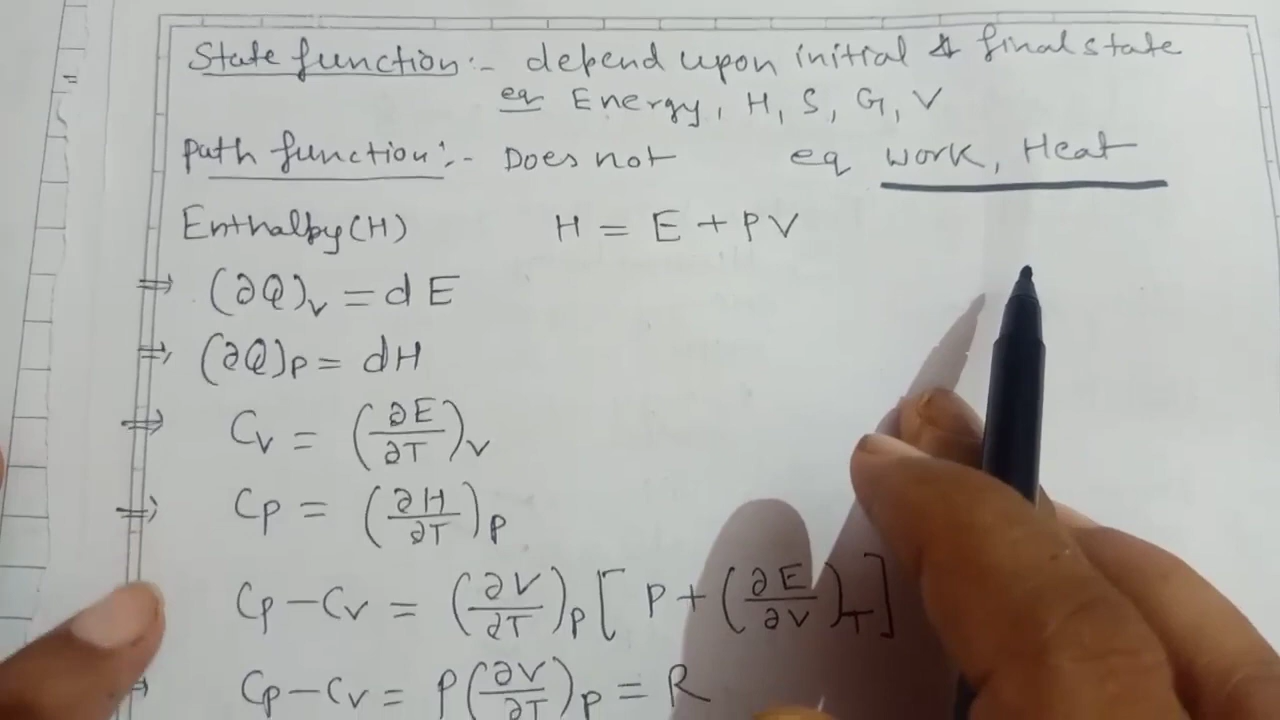 State function:- depend upon initial & final state
eg Energy, H, S, G, V
Path function:- Does not eg Work, Heat
Enthalpy(H) H = E + PV
⇒ (∂Q)v = dE
⇒ (∂Q)P = dH
⇒ Cv = (∂E/∂T)v
⇒ Cp = (∂H/∂T)P
Cp - Cv = (∂V/∂T)P [P + (∂E/∂V)T]
⇒ Cp - Cv = P(∂V/∂T)P = R